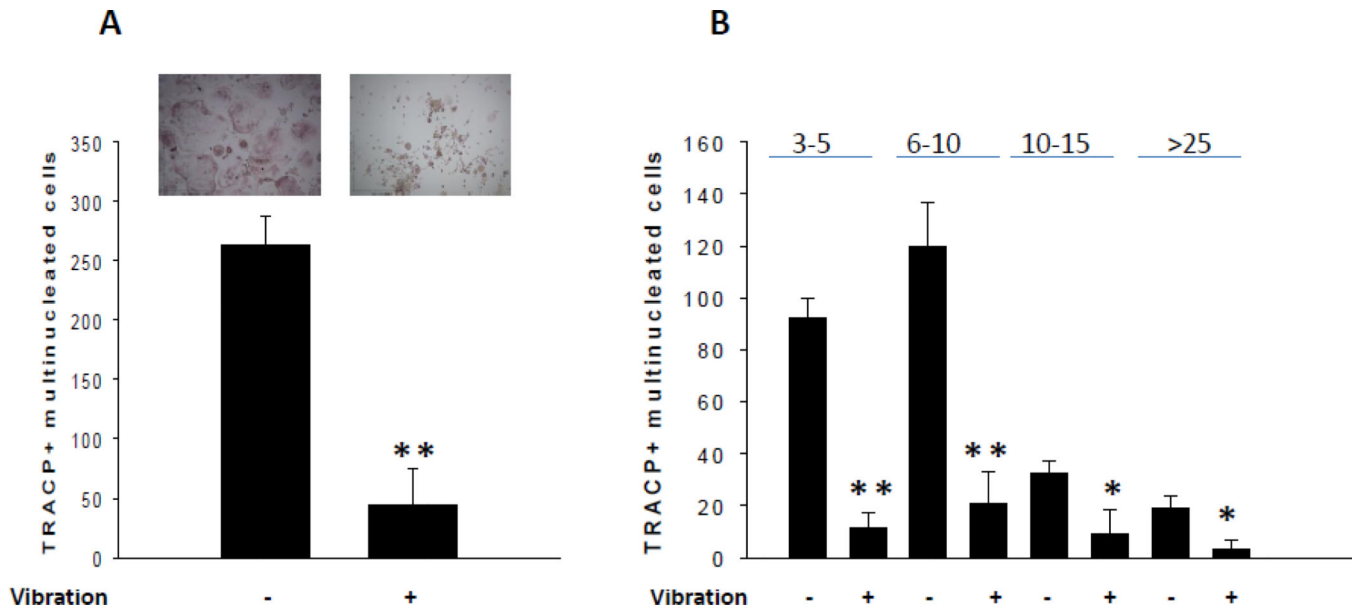 A
TRACP+ multinucleated cells
350
300
250
200
150
100
50
0
**
Vibration - +
B
TRACP+ multinucleated cells
160
140
120
100
80
60
40
20
0
3-5 6-10 10-15 >25
** ** * *
Vibration - + - + - + - +